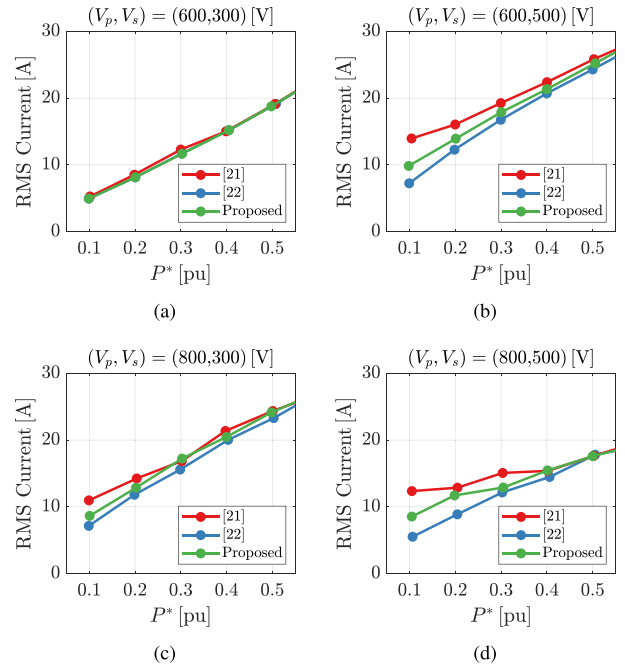 (V_p, V_s) = (600,300) [V]
RMS Current [A]
30
20
10
0
[21]
[22]
Proposed
0.1 0.2 0.3 0.4 0.5
P* [pu]
(a)
(V_p, V_s) = (600,500) [V]
RMS Current [A]
30
20
10
0
[21]
[22]
Proposed
0.1 0.2 0.3 0.4 0.5
P* [pu]
(b)
(V_p, V_s) = (800,300) [V]
RMS Current [A]
30
20
10
0
[21]
[22]
Proposed
0.1 0.2 0.3 0.4 0.5
P* [pu]
(c)
(V_p, V_s) = (800,500) [V]
RMS Current [A]
30
20
10
0
[21]
[22]
Proposed
0.1 0.2 0.3 0.4 0.5
P* [pu]
(d)